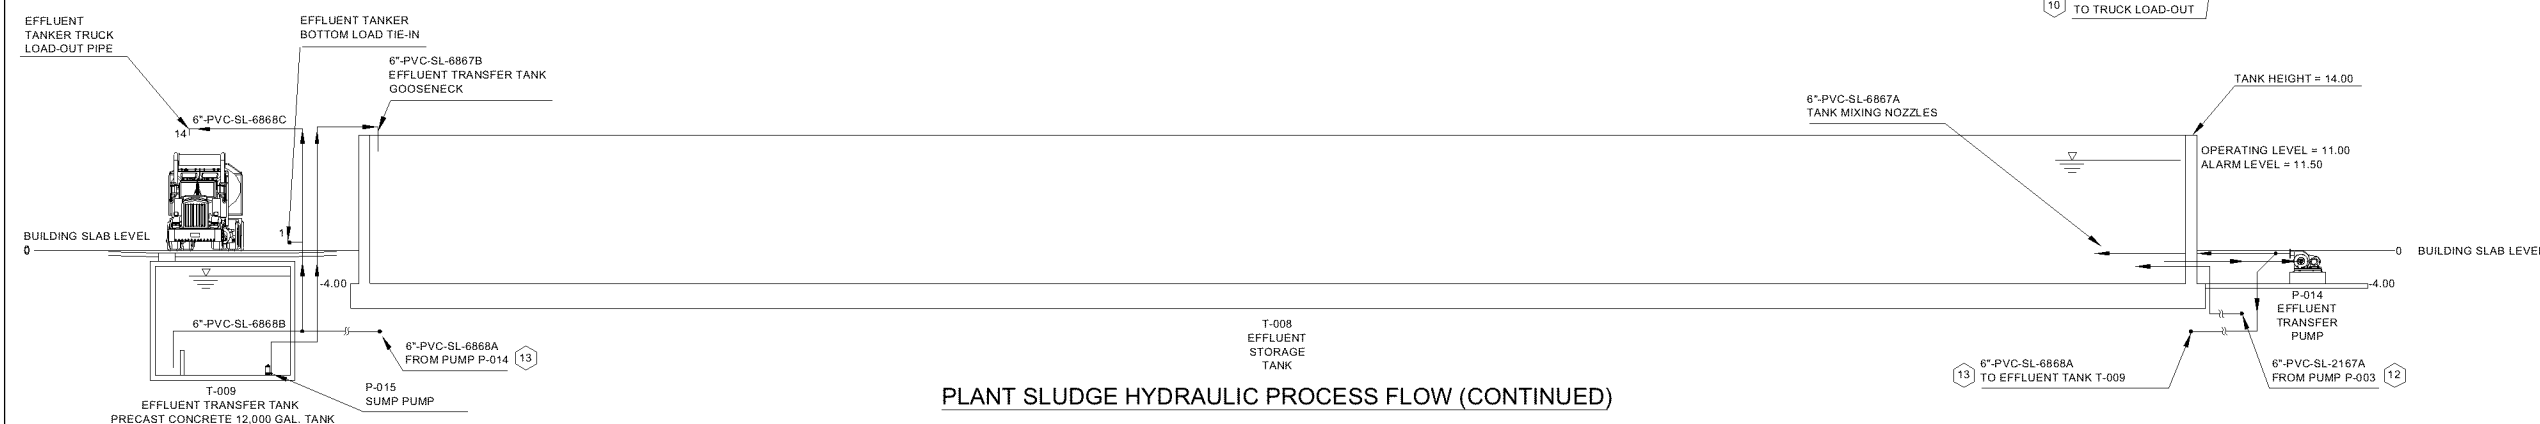 EFFLUENT
TANKER TRUCK
LOAD-OUT PIPE
EFFLUENT TANKER
BOTTOM LOAD TIE-IN
6"-PVC-SL-6867B
EFFLUENT TRANSFER TANK
GOOSENECK
10
TO TRUCK LOAD-OUT
TANK HEIGHT = 14.00
6"-PVC-SL-6867A
TANK MIXING NOZZLES
6"-PVC-SL-6868C
14
OPERATING LEVEL = 11.00
ALARM LEVEL = 11.50
1
BUILDING SLAB LEVEL
0
0
BUILDING SLAB LEVEL
-4.00
-4.00
6"-PVC-SL-6868B
6"-PVC-SL-6868A
FROM PUMP P-014
13
T-008
EFFLUENT
STORAGE
TANK
P-014
EFFLUENT
TRANSFER
PUMP
13
6"-PVC-SL-6868A
TO EFFLUENT TANK T-009
6"-PVC-SL-2167A
FROM PUMP P-003
12
P-015
SUMP PUMP
T-009
EFFLUENT TRANSFER TANK
PRECAST CONCRETE 12,000 GAL. TANK
PLANT SLUDGE HYDRAULIC PROCESS FLOW (CONTINUED)